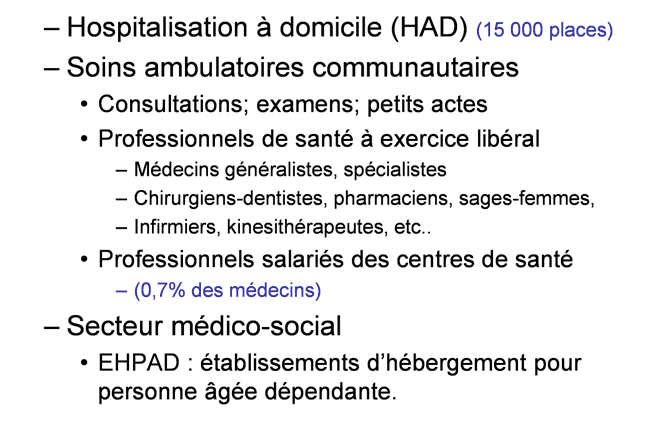 – Hospitalisation à domicile (HAD) (15 000 places)
– Soins ambulatoires communautaires
• Consultations; examens; petits actes
• Professionnels de santé à exercice libéral
– Médecins généralistes, spécialistes
– Chirurgiens-dentistes, pharmaciens, sages-femmes,
– Infirmiers, kinesithérapeutes, etc..
• Professionnels salariés des centres de santé
– (0,7% des médecins)
– Secteur médico-social
• EHPAD : établissements d’hébergement pour
personne âgée dépendante.